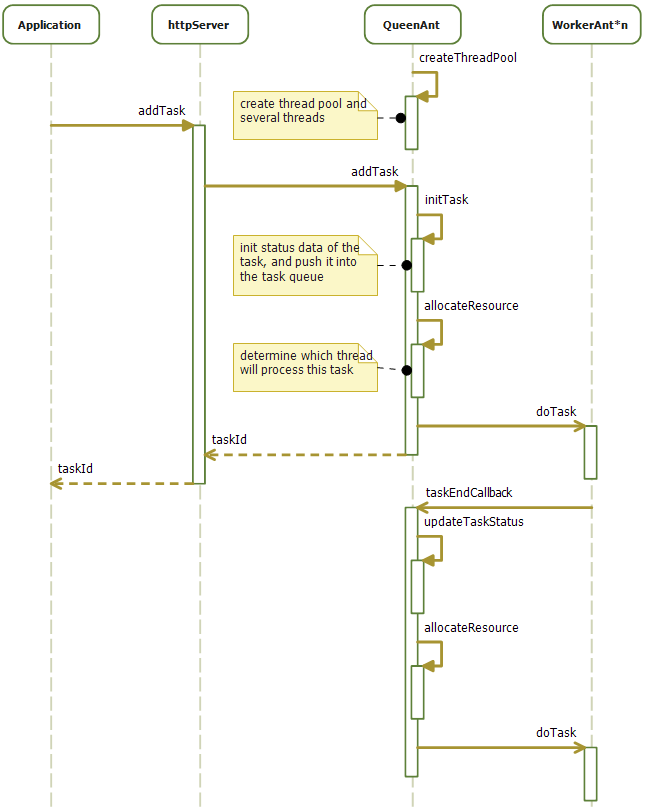 Application
httpServer
QueenAnt
WorkerAnt*n
createThreadPool
create thread pool and
several threads
addTask
addTask
initTask
init status data of the
task, and push it into
the task queue
allocateResource
determine which thread
will process this task
doTask
taskId
taskId
taskEndCallback
updateTaskStatus
allocateResource
doTask